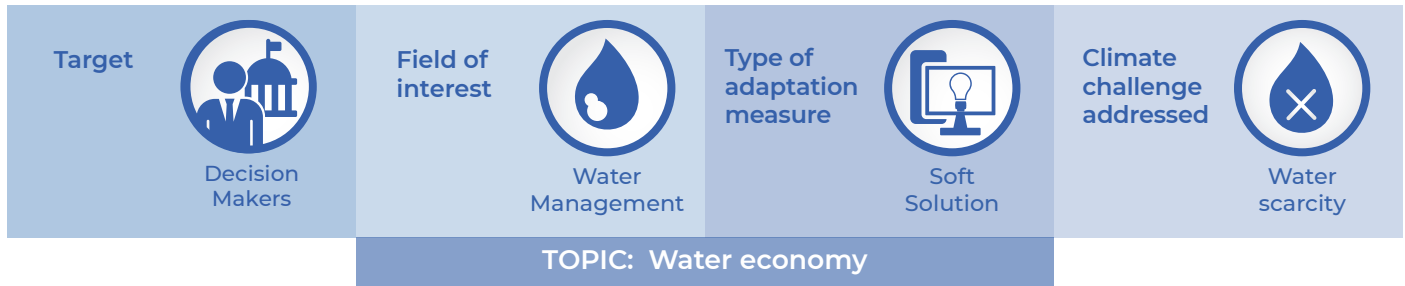 Target
Decision
Makers
Field of
interest
Water
Management
Type of
adaptation
measure
Soft
Solution
Climate
challenge
addressed
Water
scarcity
TOPIC: Water economy